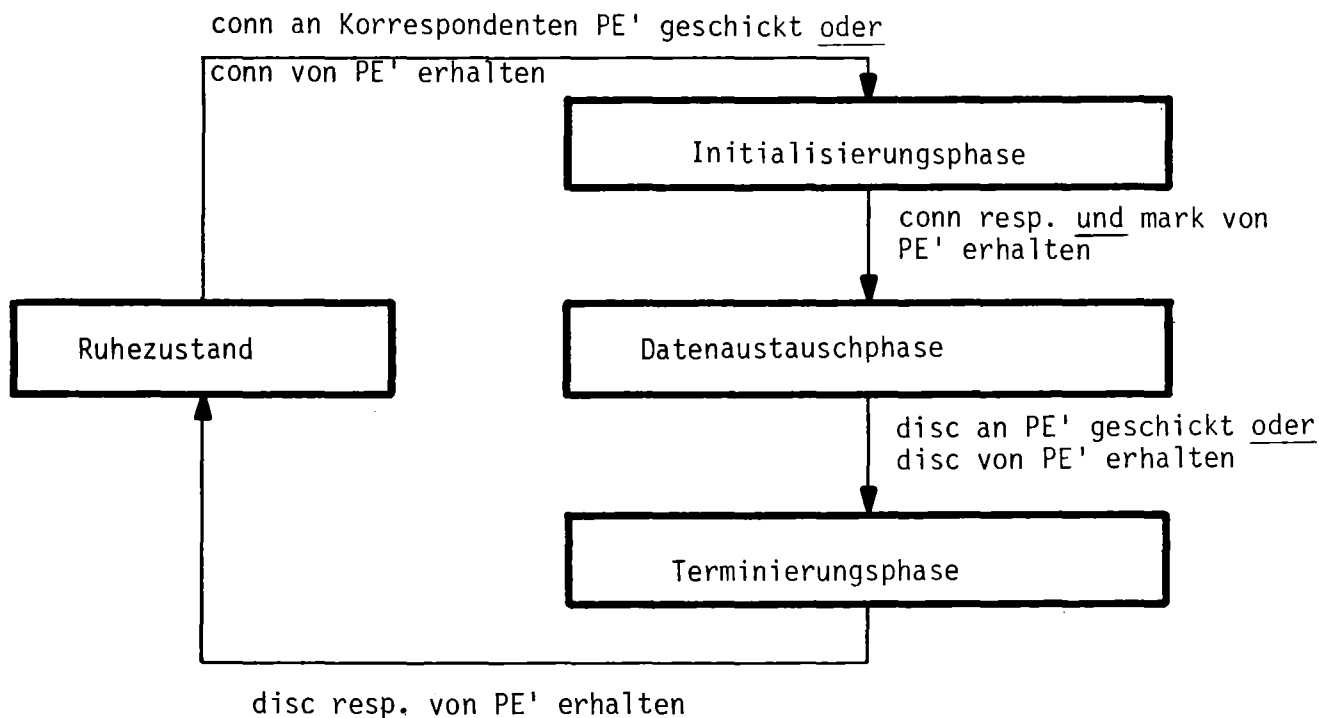 conn an Korrespondenten PE' geschickt oder
conn von PE' erhalten
Initialisierungsphase
conn resp. und mark von
PE' erhalten
Ruhezustand
Datenaustauschphase
disc an PE' geschickt oder
disc von PE' erhalten
Terminierungsphase
disc resp. von PE' erhalten